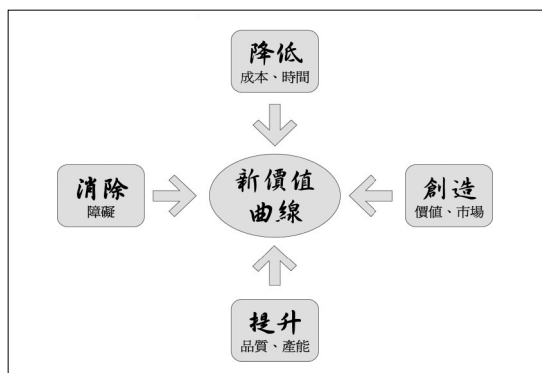 降低
成本、時間
消除
障礙
新價值
曲線
創造
價值、市場
提升
品質、產能